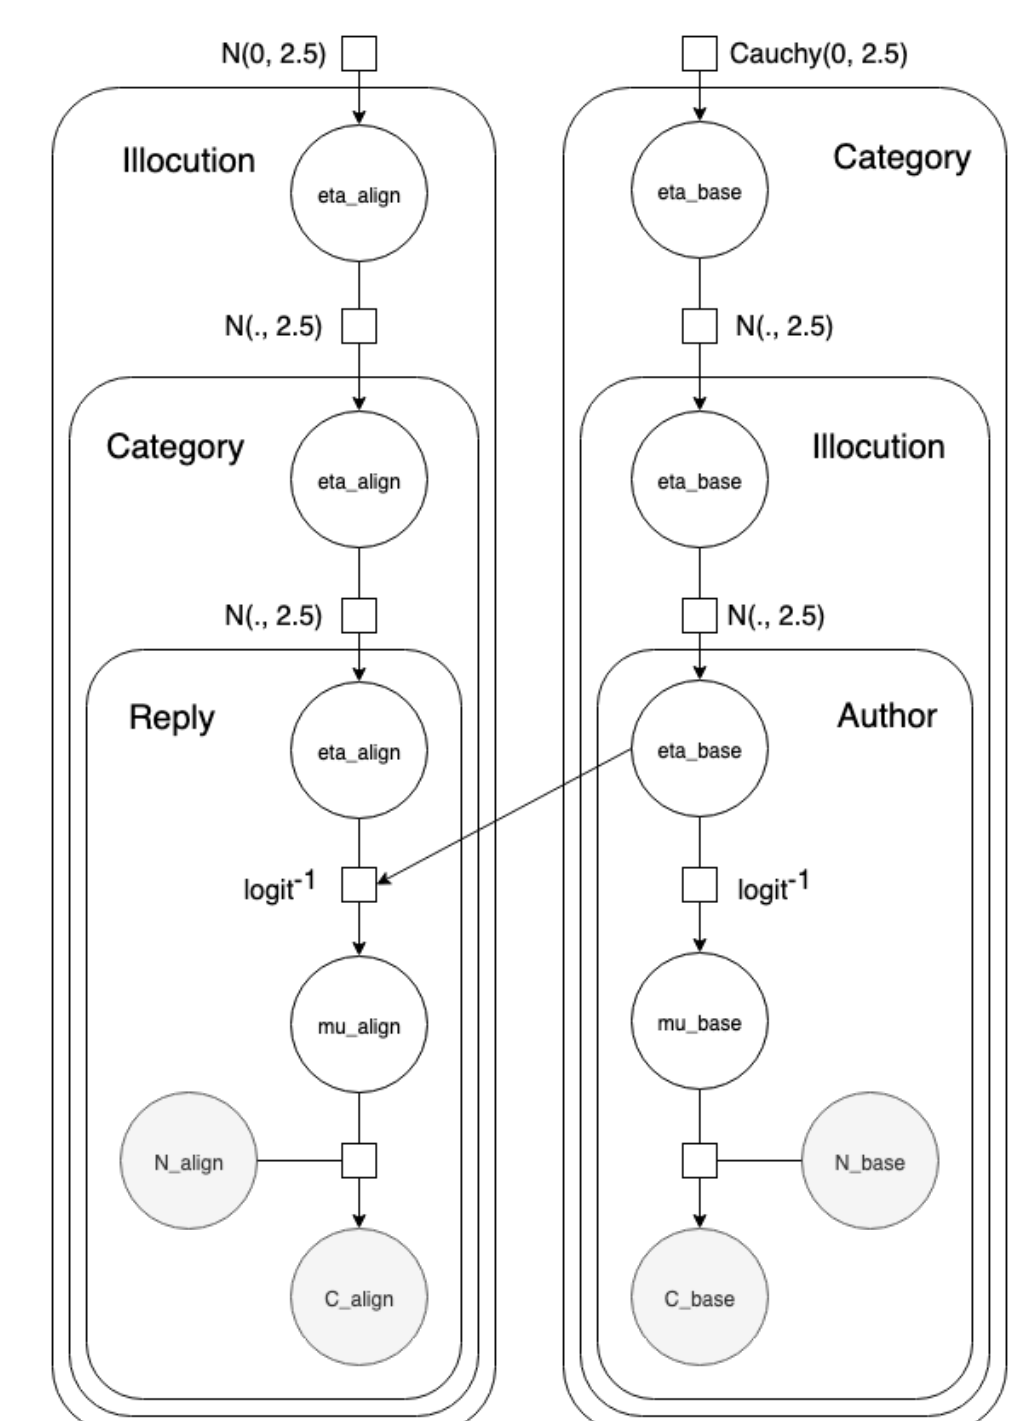 N(0, 2.5)
Cauchy(0, 2.5)
Illocution
Category
eta_align
eta_base
N(., 2.5)
N(., 2.5)
Category
Illocution
eta_align
eta_base
N(., 2.5)
N(., 2.5)
Reply
Author
eta_align
eta_base
logit⁻¹
logit⁻¹
mu_align
mu_base
N_align
N_base
C_align
C_base